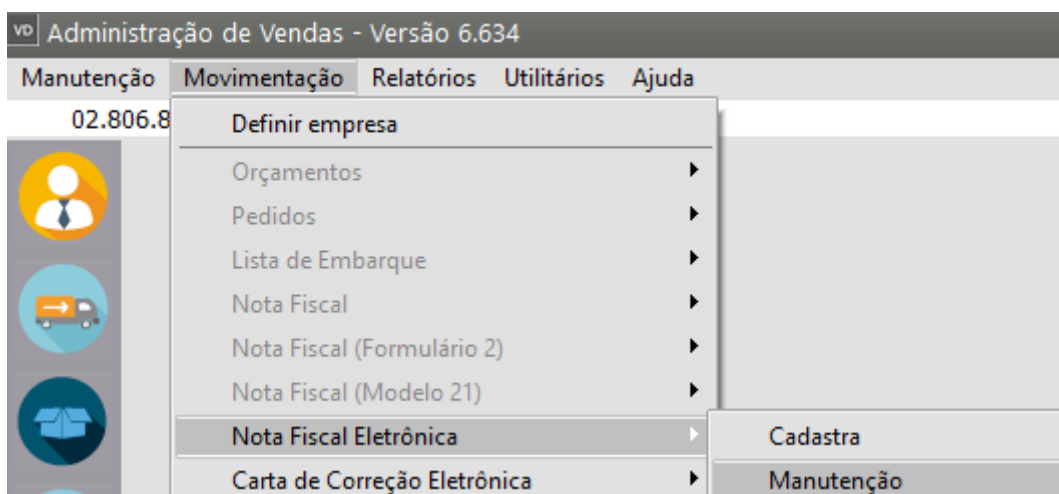 VD Administração de Vendas - Versão 6.634
Manutenção Movimentação Relatórios Utilitários Ajuda
02.806.8
Definir empresa
Orçamentos
Pedidos
Lista de Embarque
Nota Fiscal
Nota Fiscal (Formulário 2)
Nota Fiscal (Modelo 21)
Nota Fiscal Eletrônica
Cadastra
Carta de Correção Eletrônica
Manutenção